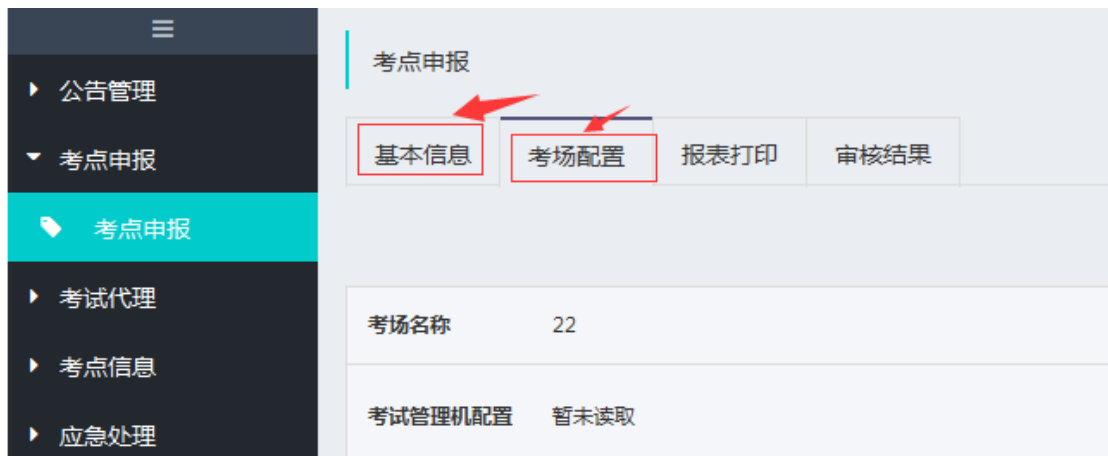 公告管理
考点申报
考点申报
考试代理
考点信息
应急处理
考点申报
基本信息 考场配置 报表打印 审核结果
考场名称 22
考试管理机配置 暂未读取